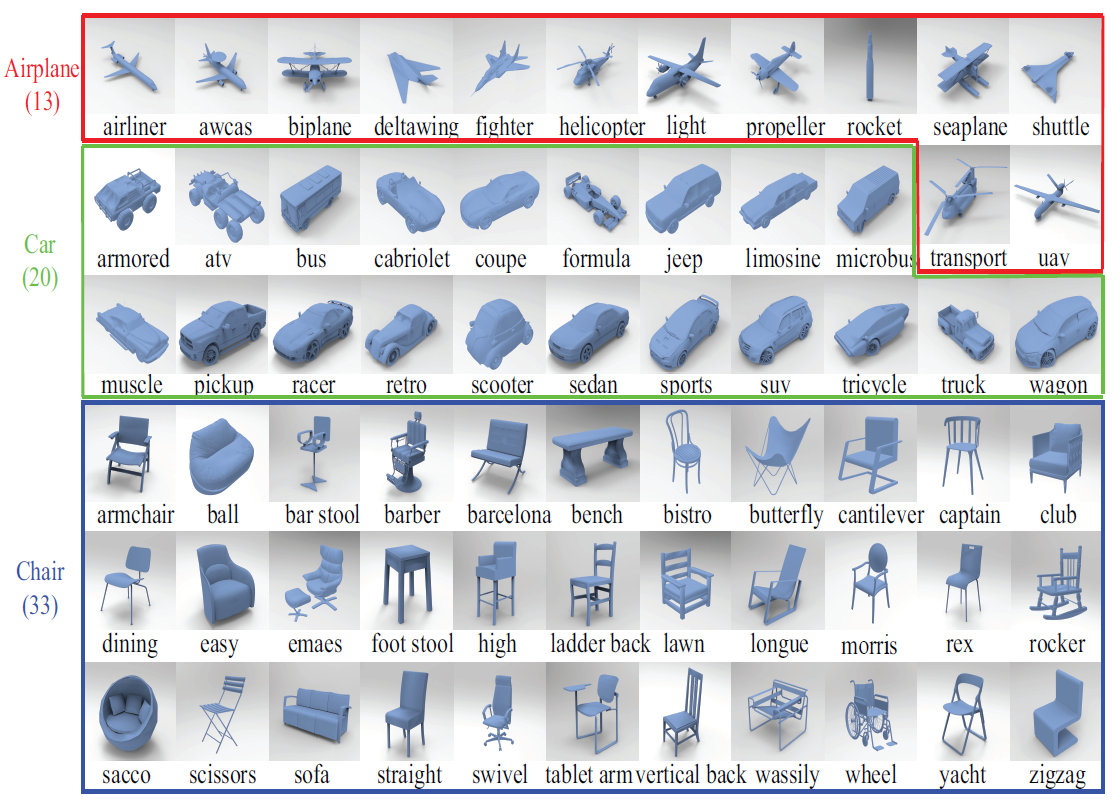 Airplane
(13)
airliner awcas biplane deltawing fighter helicopter light propeller rocket seaplane shuttle
Car
(20)
armored atv bus cabriolet coupe formula jeep limosine microbus transport uav
muscle pickup racer retro scooter sedan sports suv tricycle truck wagon
Chair
(33)
armchair ball bar stool barber barcelona bench bistro butterfly cantilever captain club
dining easy emaes foot stool high ladder back lawn longue morris rex rocker
sacco scissors sofa straight swivel tablet arm vertical back wassily wheel yacht zigzag